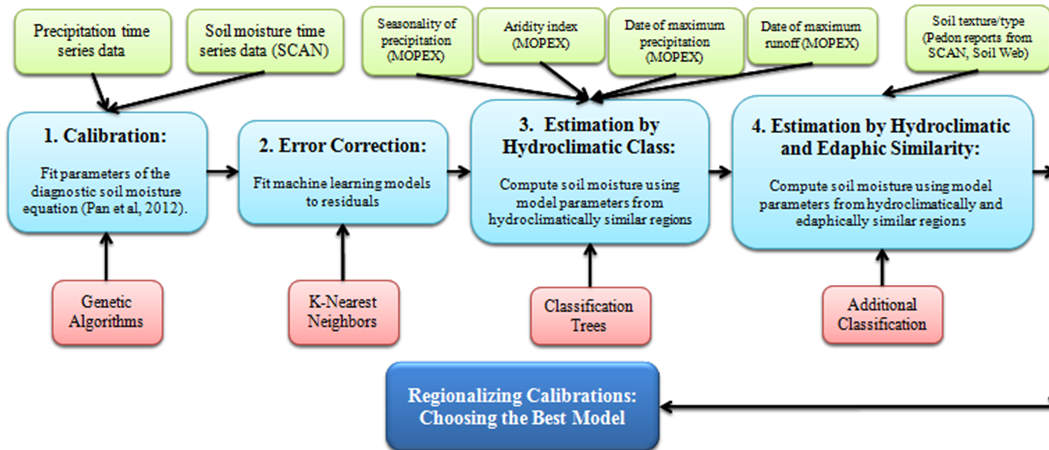 Precipitation time
series data
Soil moisture time
series data (SCAN)
Seasonality of
precipitation
(MOPEX)
Aridity index
(MOPEX)
Date of maximum
precipitation
(MOPEX)
Date of maximum
runoff (MOPEX)
Soil texture/type
(Pedon reports from
SCAN, Soil Web)
1. Calibration:
Fit parameters of the
diagnostic soil moisture
equation (Pan et al, 2012).
2. Error Correction:
Fit machine learning models
to residuals
3. Estimation by
Hydroclimatic Class:
Compute soil moisture using
model parameters from
hydroclimatically similar regions
4. Estimation by Hydroclimatic
and Edaphic Similarity:
Compute soil moisture using model
parameters from hydroclimatically and
edaphically similar regions
Genetic
Algorithms
K-Nearest
Neighbors
Classification
Trees
Additional
Classification
Regionalizing Calibrations:
Choosing the Best Model